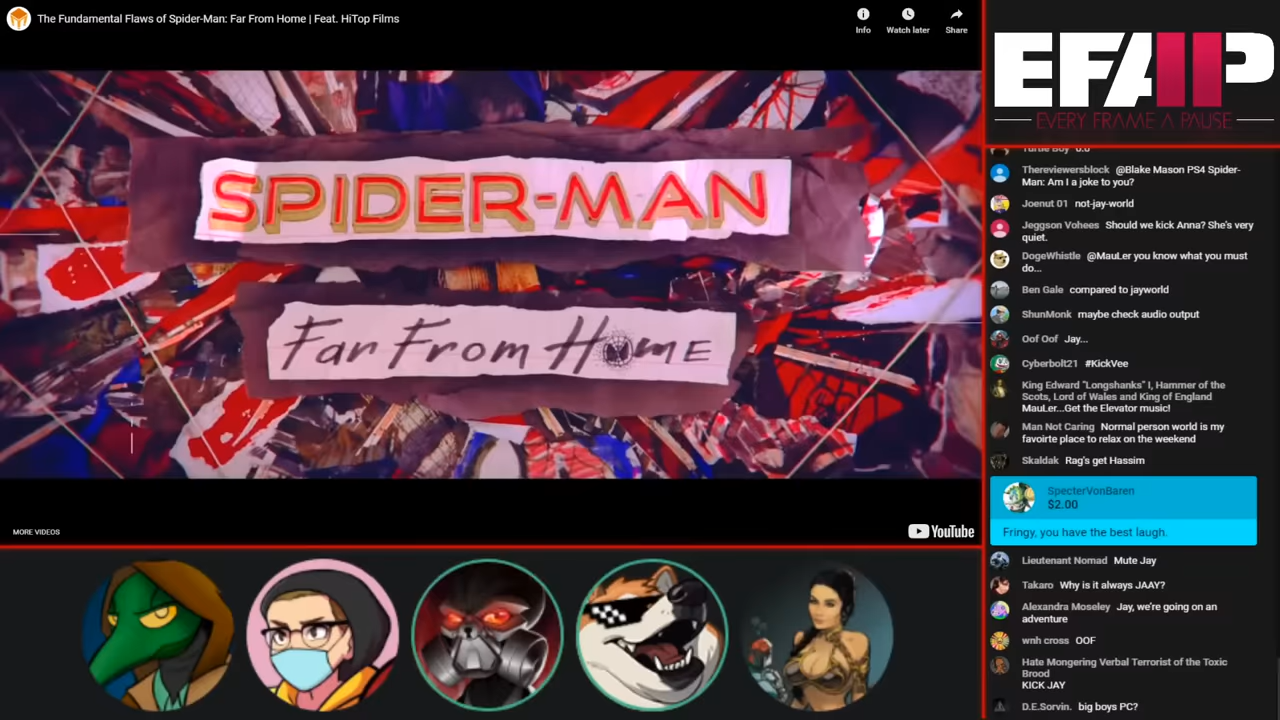 The Fundamental Flaws of Spider-Man: Far From Home | Feat. HiTop Films
Info
Watch later
Share
SPIDER-MAN
Far From HOME
MORE VIDEOS
YouTube
EFAP
EVERY FRAME A PAUSE
Turtle Boy 0.0
Thereviewersblock @Blake Mason PS4 Spider-
Man: Am I a joke to you?
Joenut 01 not-jay-world
Jeggson Vohees Should we kick Anna? She's very
quiet.
DogeWhistle @MauLer you know what you must
do...
Ben Gale compared to jayworld
ShunMonk maybe check audio output
Oof Oof Jay...
Cyberbolt21 #KickVee
King Edward "Longshanks" I, Hammer of the
Scots, Lord of Wales and King of England
MauLer...Get the Elevator music!
Man Not Caring Normal person world is my
favoirte place to relax on the weekend
Skaldak Rag's get Hassim
SpecterVonBaren
$2.00
Fringy, you have the best laugh.
Lieutenant Nomad Mute Jay
Takaro Why is it always JAAY?
Alexandra Moseley Jay, we're going on an
adventure
wnh cross OOF
Hate Mongering Verbal Terrorist of the Toxic
Brood
KICK JAY
D.E.Sorvin. big boys PC?